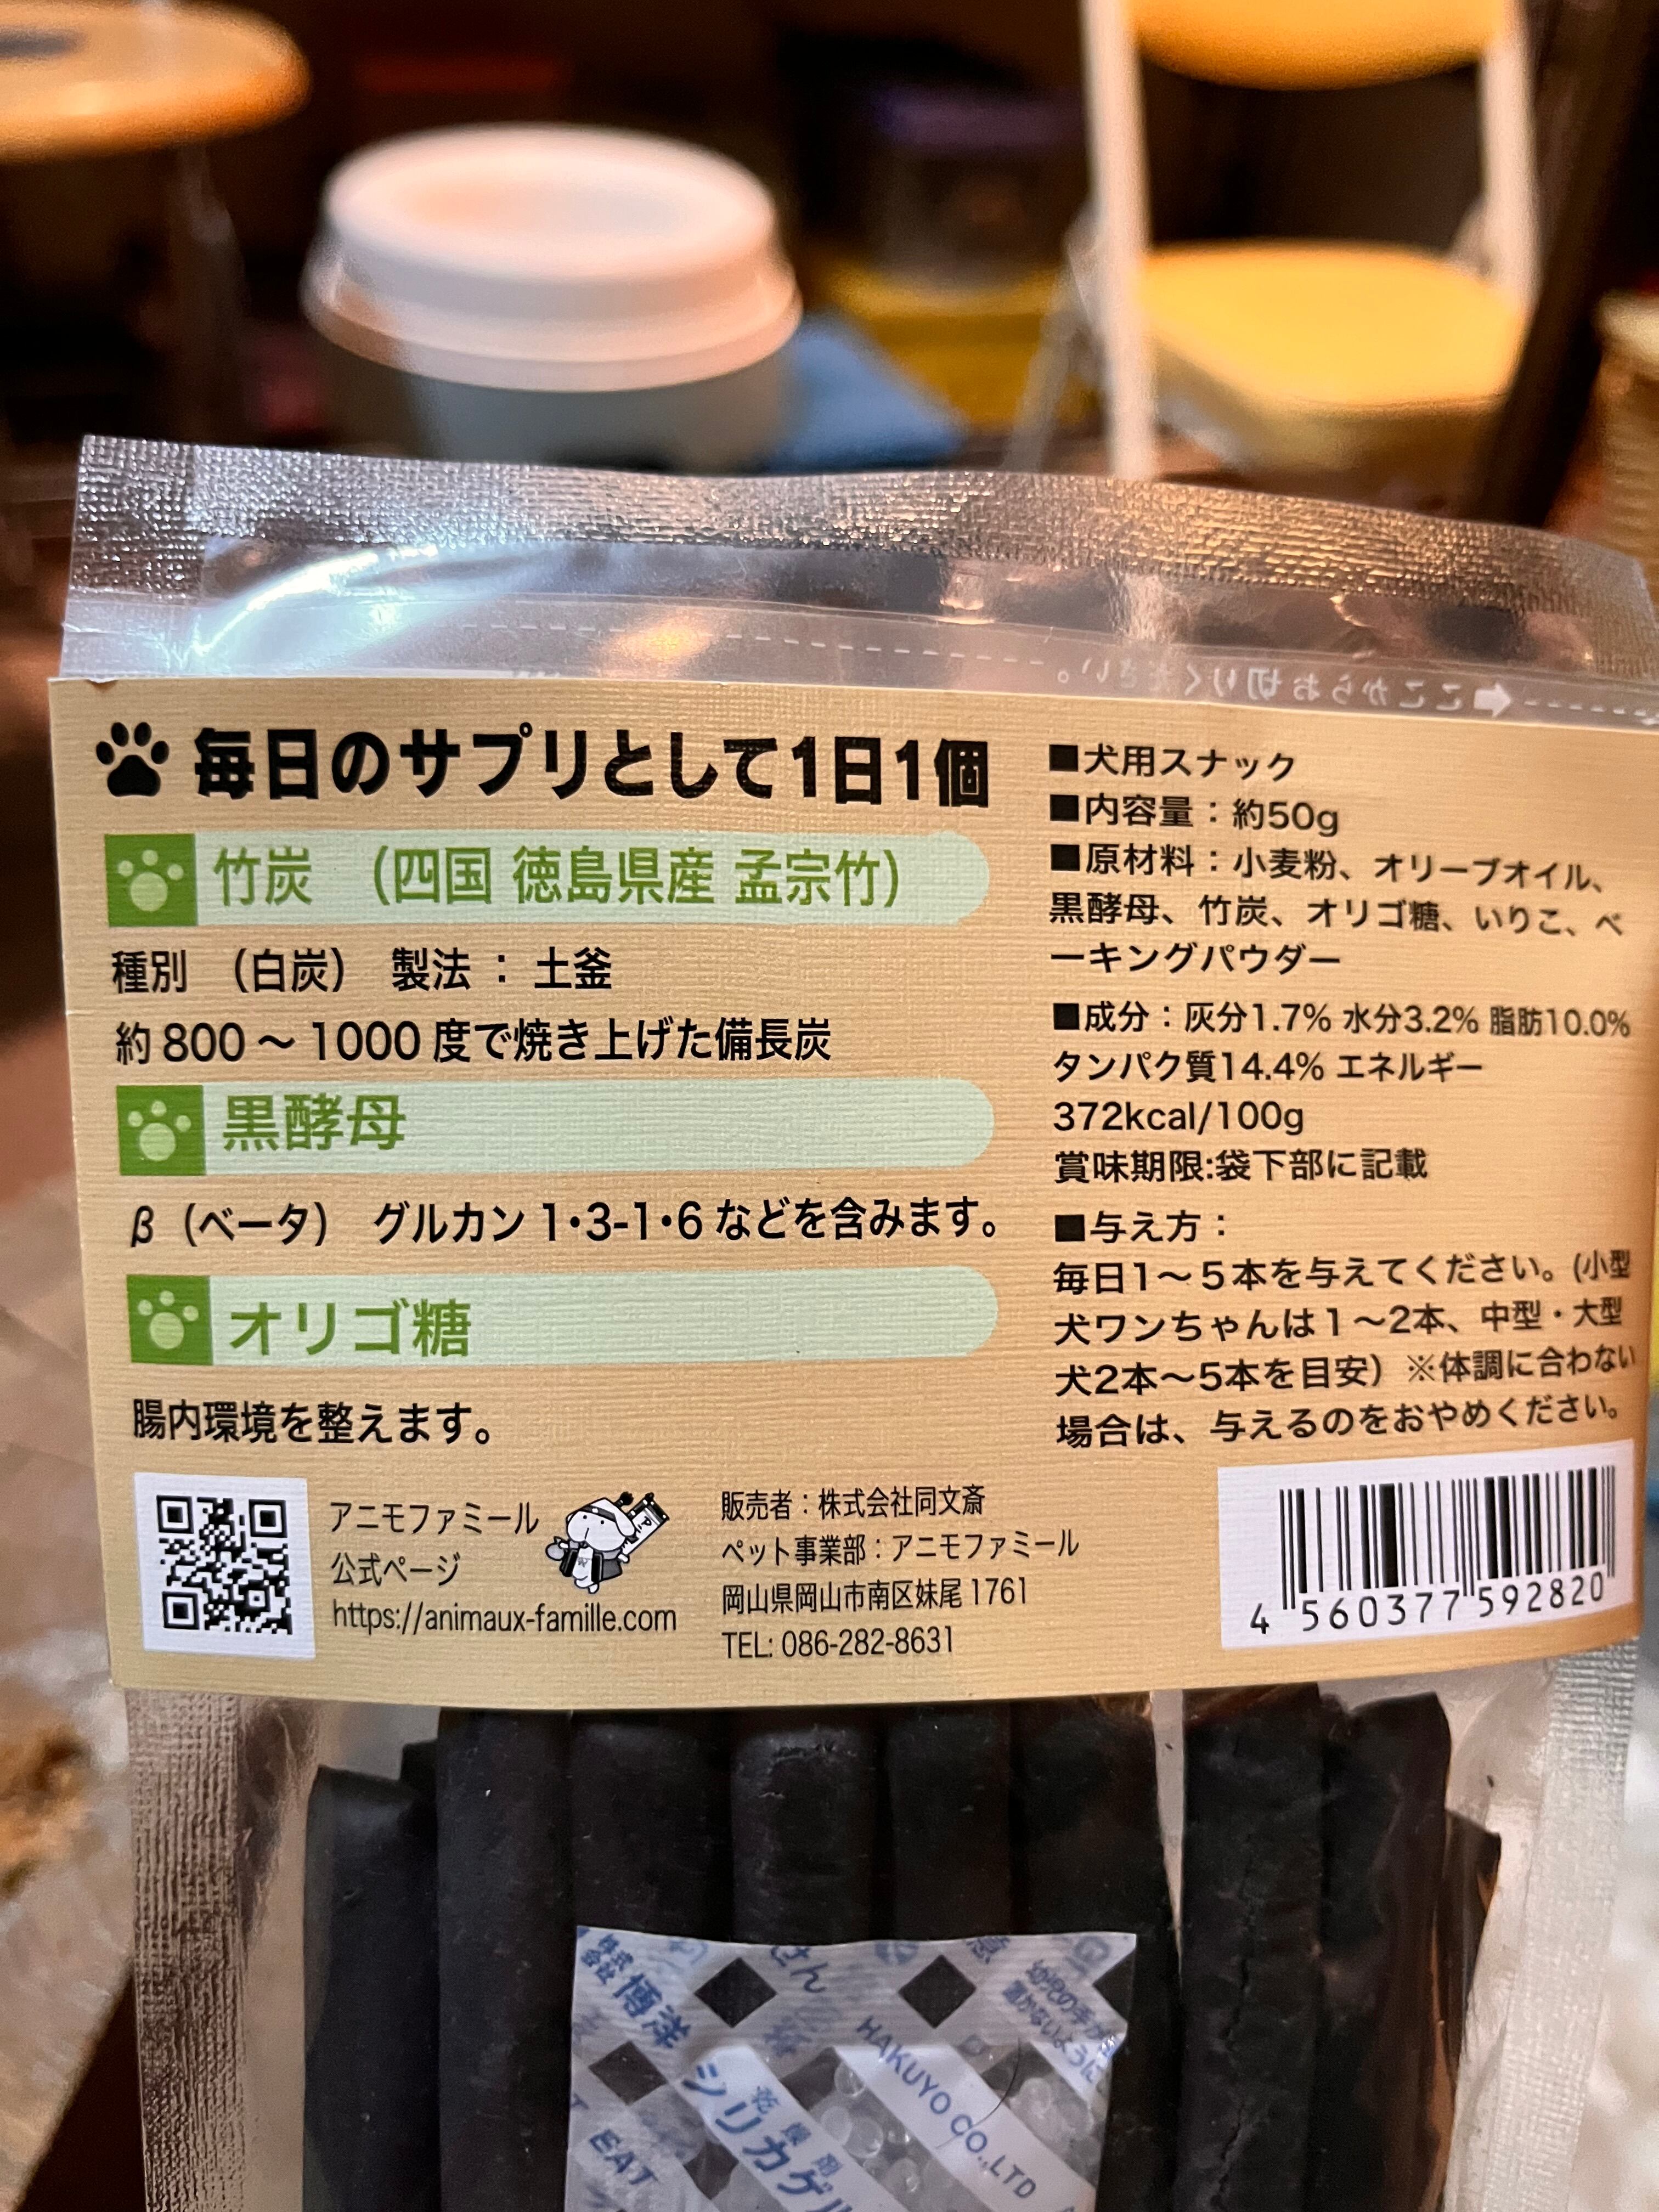 ここからお切りください。
毎日のサプリとして1日1個
竹炭 (四国 徳島県産 孟宗竹)
種別 (白炭) 製法 : 土釜
約 800 ~ 1000 度で焼き上げた備長炭
黒酵母
β (ベータ) グルカン 1・3-1・6 などを含みます。
オリゴ糖
腸内環境を整えます。
■犬用スナック
■内容量:約50g
■原材料:小麦粉、オリーブオイル、
黒酵母、竹炭、オリゴ糖、いりこ、ベ
ーキングパウダー
■成分:灰分1.7% 水分3.2% 脂肪10.0%
タンパク質14.4% エネルギー
372kcal/100g
賞味期限:袋下部に記載
■与え方:
毎日1～5本を与えてください。(小型
犬ワンちゃんは1～2本、中型・大型
犬2本～5本を目安) ※体調に合わない
場合は、与えるのをおやめください。
アニモファミール
公式ページ
https://animaux-famille.com
販売者:株式会社同文斎
ペット事業部:アニモファミール
岡山県岡山市南区妹尾 1761
TEL: 086-282-8631
4 560377 592820
株式会社 博洋
HAKUYO CO.,LTD
乾燥剤
シリカゲル
EAT